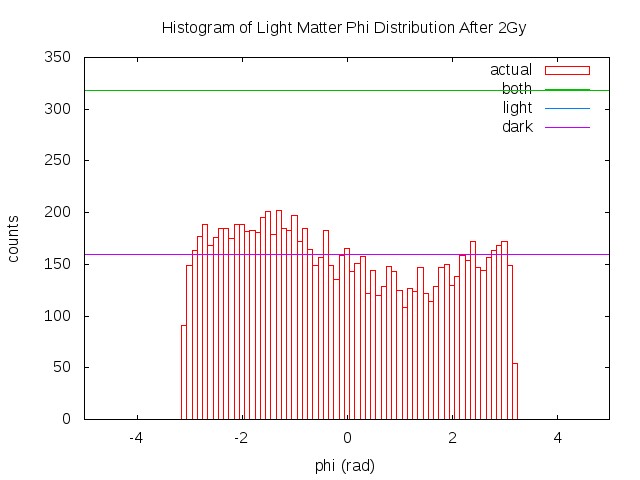 Histogram of Light Matter Phi Distribution After 2Gy
350
300
250
200
150
100
50
0
counts
actual
both
light
dark
-4
-2
0
2
4
phi (rad)